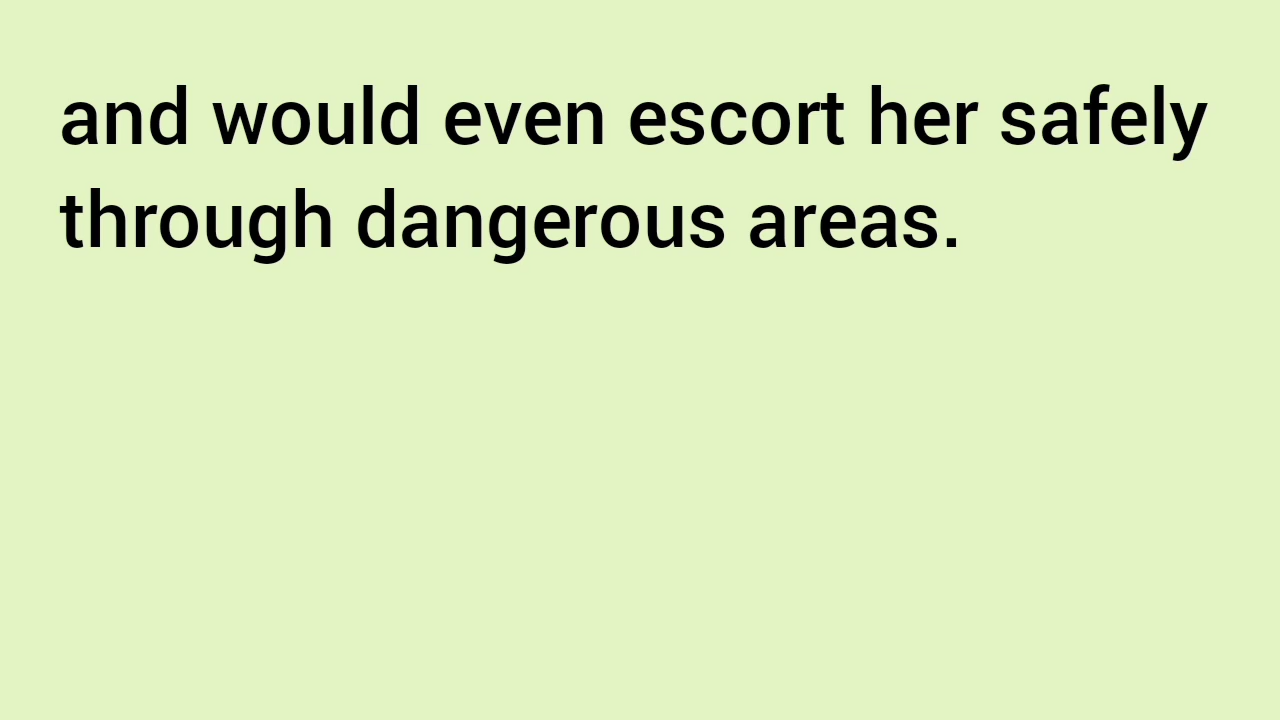 and would even escort her safely
through dangerous areas.